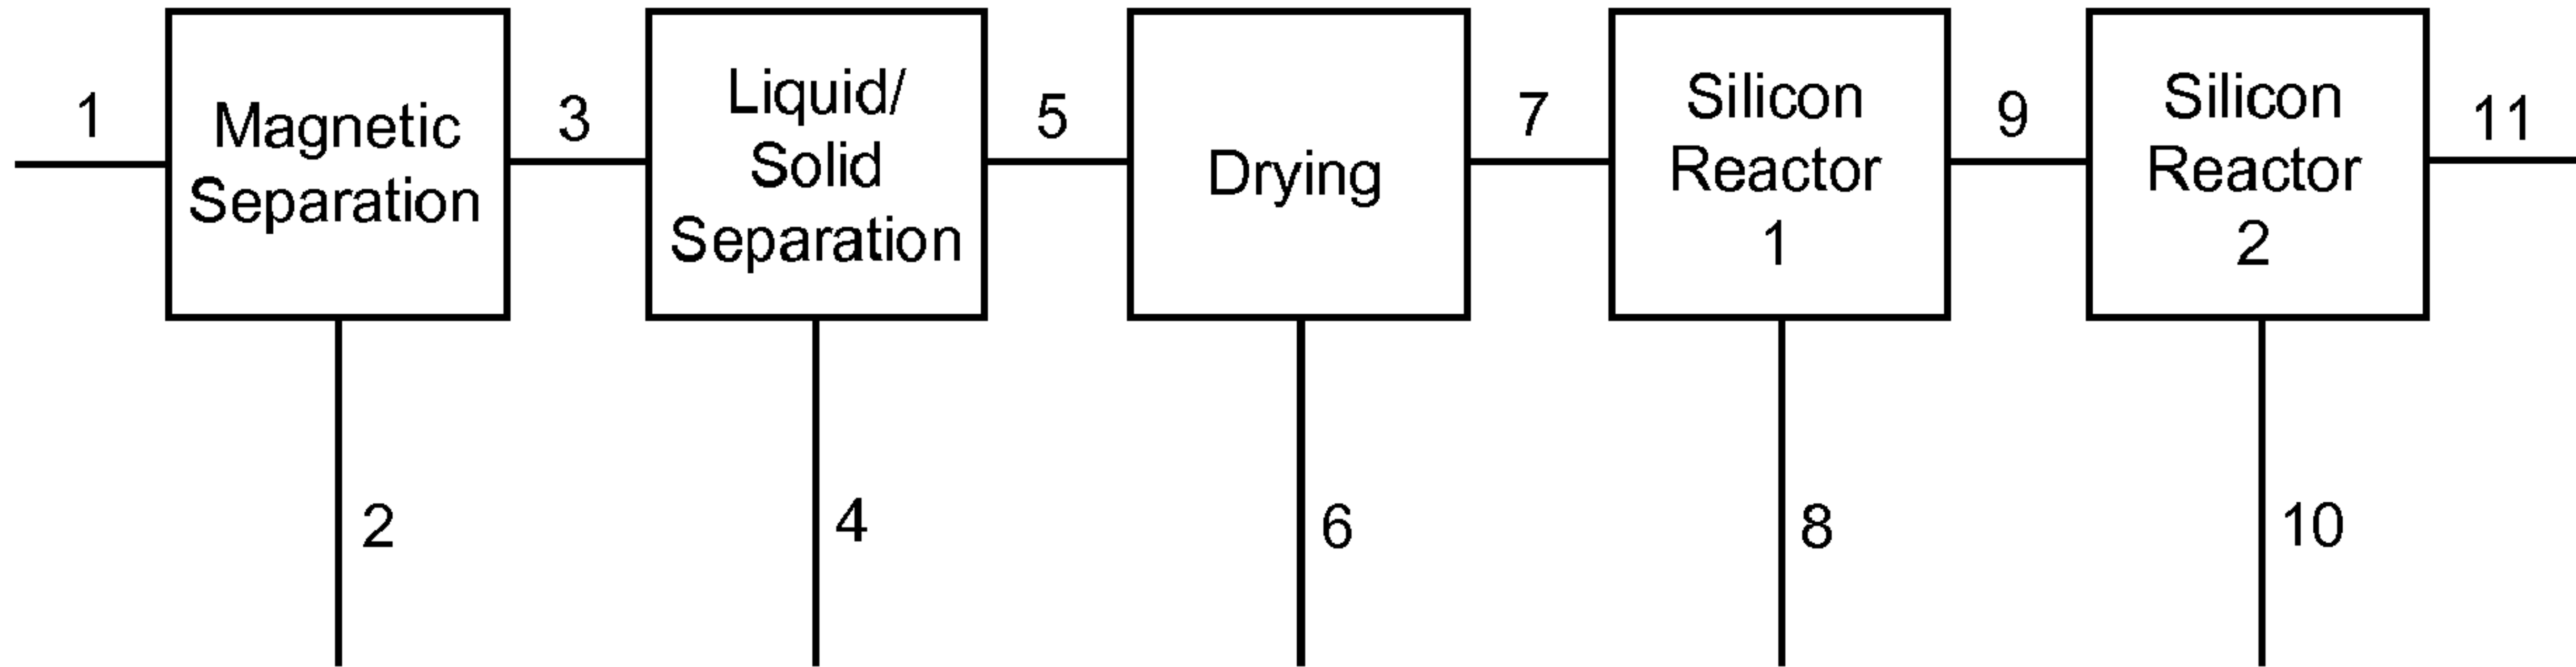 1
Magnetic
Separation
3
Liquid/
Solid
Separation
5
Drying
7
Silicon
Reactor
1
9
Silicon
Reactor
2
11
2
4
6
8
10